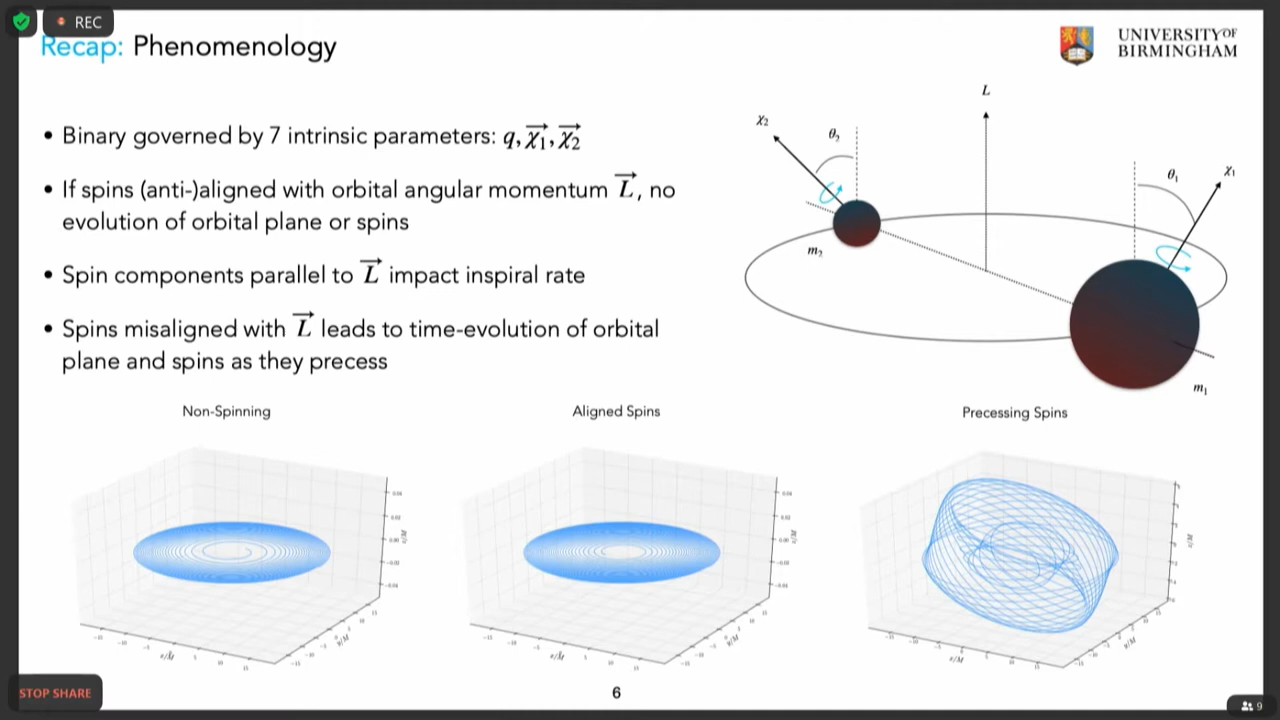 REC
Recap: Phenomenology
UNIVERSITY OF
BIRMINGHAM
• Binary governed by 7 intrinsic parameters: q, χ₁, χ₂
• If spins (anti-)aligned with orbital angular momentum L, no
evolution of orbital plane or spins
• Spin components parallel to L impact inspiral rate
• Spins misaligned with L leads to time-evolution of orbital
plane and spins as they precess
L
χ₂
θ₂
θ₁
χ₁
m₂
m₁
Non-Spinning
Aligned Spins
Precessing Spins
STOP SHARE
6
9